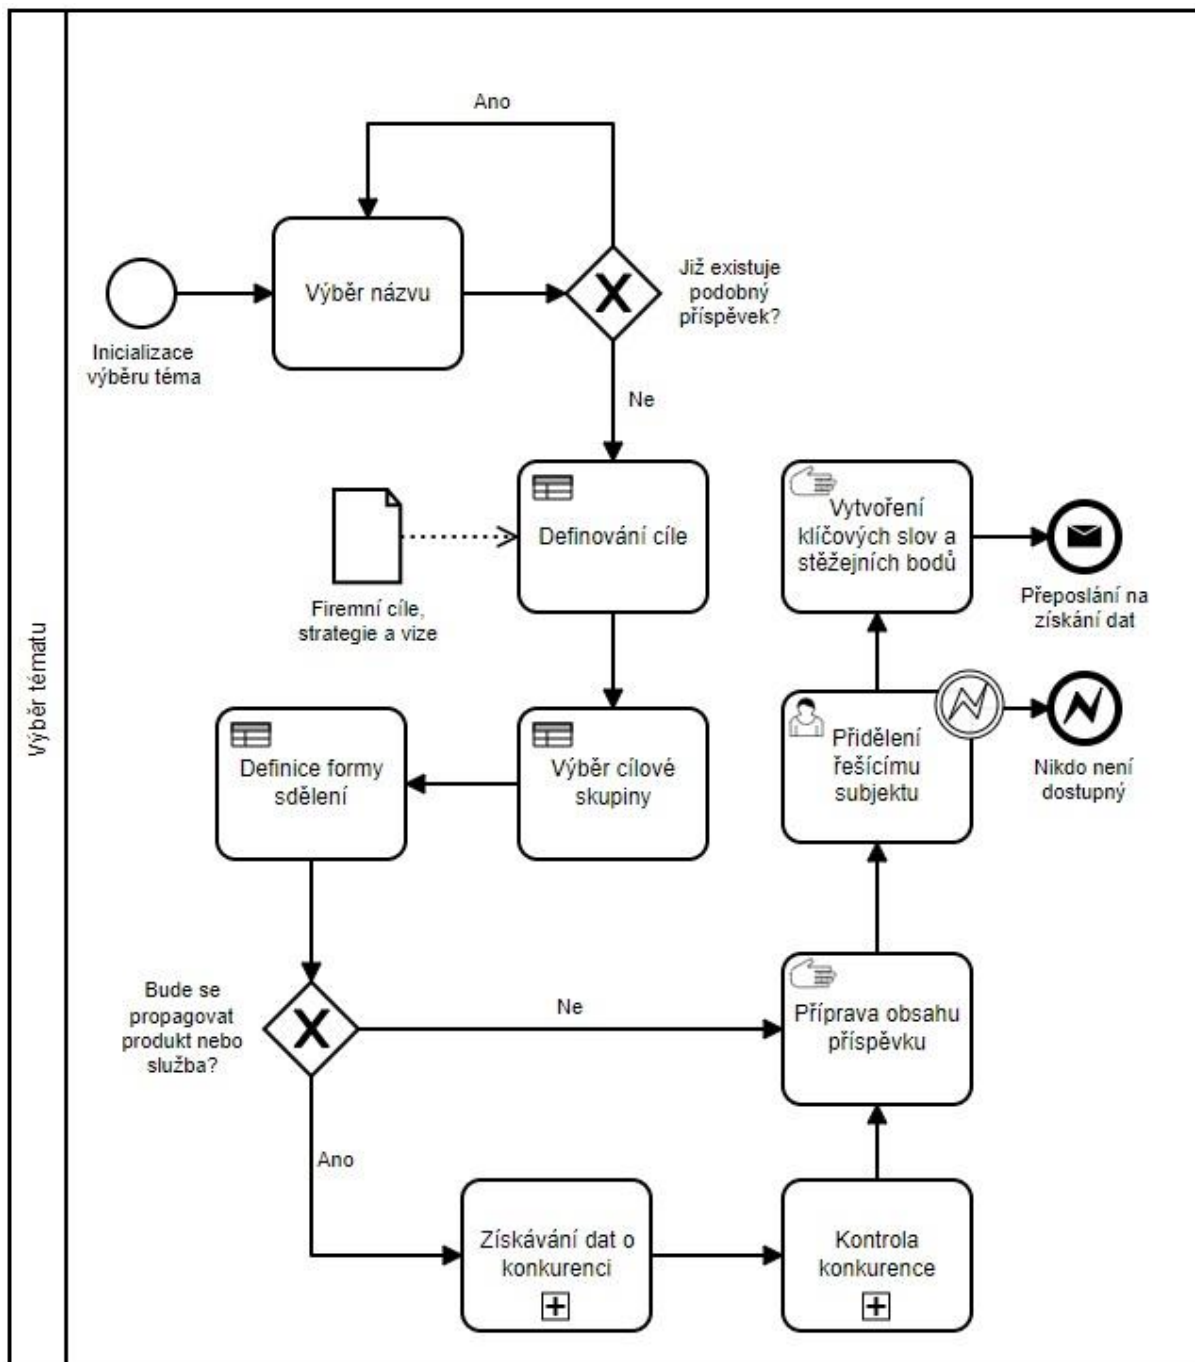 Výběr tématu
Ano
Výběr názvu
Již existuje
podobný
příspěvek?
Inicializace
výběru téma
Ne
Definování cíle
Firemní cíle,
strategie a vize
Vytvoření
klíčových slov a
stěžejních bodů
Přeposlání na
získání dat
Definice formy
sdělení
Výběr cílové
skupiny
Přidělení
řešícímu
subjektu
Nikdo není
dostupný
Bude se
propagovat
produkt nebo
služba?
Ne
Příprava obsahu
příspěvku
Ano
Získávání dat o
konkurenci
Kontrola
konkurence